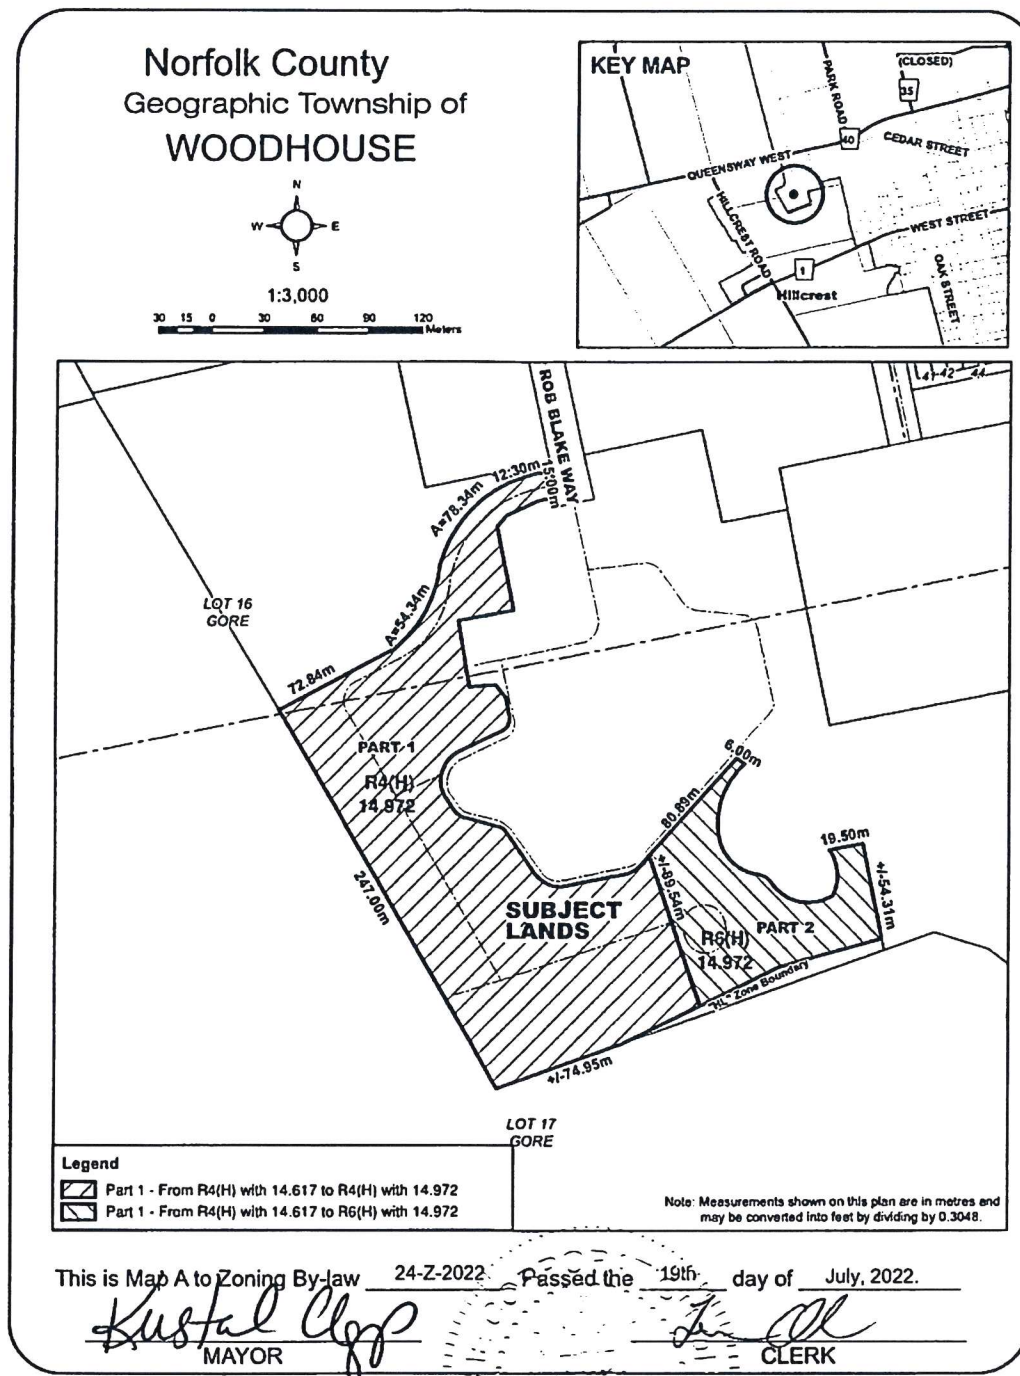 Norfolk County
Geographic Township of
WOODHOUSE
N
W
E
S
1:3,000
30 15 0 30 60 90 120
Meters
KEY MAP
PARK ROAD
(CLOSED)
35
40
CEDAR STREET
QUEENSWAY WEST
HILLCREST ROAD
WEST STREET
1
Hillcrest
OAK STREET
41 42 44
ROB BLAKE WAY
12:30m
15:00m
A=78.34m
LOT 16
GORE
A=54.34m
72.84m
PART 1
R4(H)
14.972
6.00m
80.89m
19.50m
247.00m
+/-89.54m
+/-54.31m
SUBJECT
LANDS
PART 2
R6(H)
14.972
"HL" Zone Boundary
+/-74.95m
LOT 17
GORE
Legend
Part 1 - From R4(H) with 14.617 to R4(H) with 14.972
Part 1 - From R4(H) with 14.617 to R6(H) with 14.972
Note: Measurements shown on this plan are in metres and
may be converted into feet by dividing by 0.3048.
This is Map A to Zoning By-law 24-Z-2022 Passed the 19th day of July, 2022.
MAYOR
CLERK